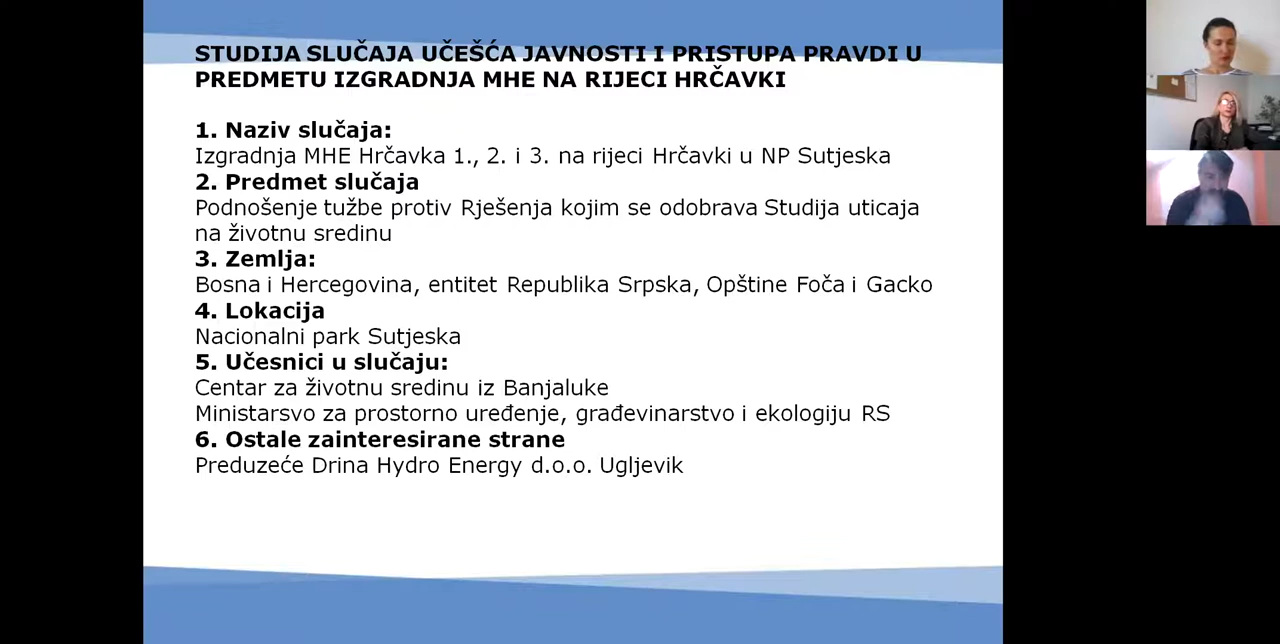 STUDIJA SLUČAJA UČEŠĆA JAVNOSTI I PRISTUPA PRAVDI U
PREDMETU IZGRADNJA MHE NA RIJECI HRČAVKI
1. Naziv slučaja:
Izgradnja MHE Hrčavka 1., 2. i 3. na rijeci Hrčavki u NP Sutjeska
2. Predmet slučaja
Podnošenje tužbe protiv Rješenja kojim se odobrava Studija uticaja
na životnu sredinu
3. Zemlja:
Bosna i Hercegovina, entitet Republika Srpska, Opštine Foča i Gacko
4. Lokacija
Nacionalni park Sutjeska
5. Učesnici u slučaju:
Centar za životnu sredinu iz Banjaluke
Ministarsvo za prostorno uređenje, građevinarstvo i ekologiju RS
6. Ostale zainteresirane strane
Preduzeće Drina Hydro Energy d.o.o. Ugljevik